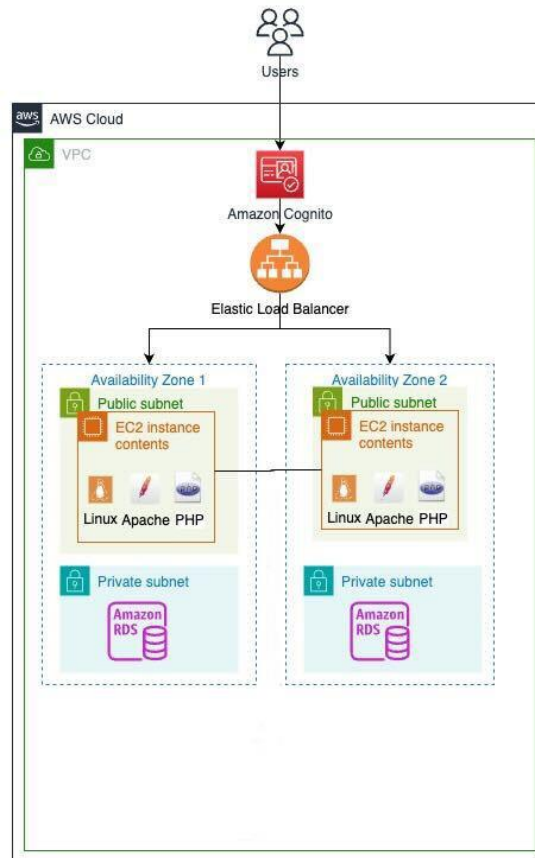 Users
aws
AWS Cloud
VPC
Amazon Cognito
Elastic Load Balancer
Availability Zone 1
Public subnet
EC2 instance
contents
Linux Apache PHP
Private subnet
Amazon
RDS
Availability Zone 2
Public subnet
EC2 instance
contents
Linux Apache PHP
Private subnet
Amazon
RDS